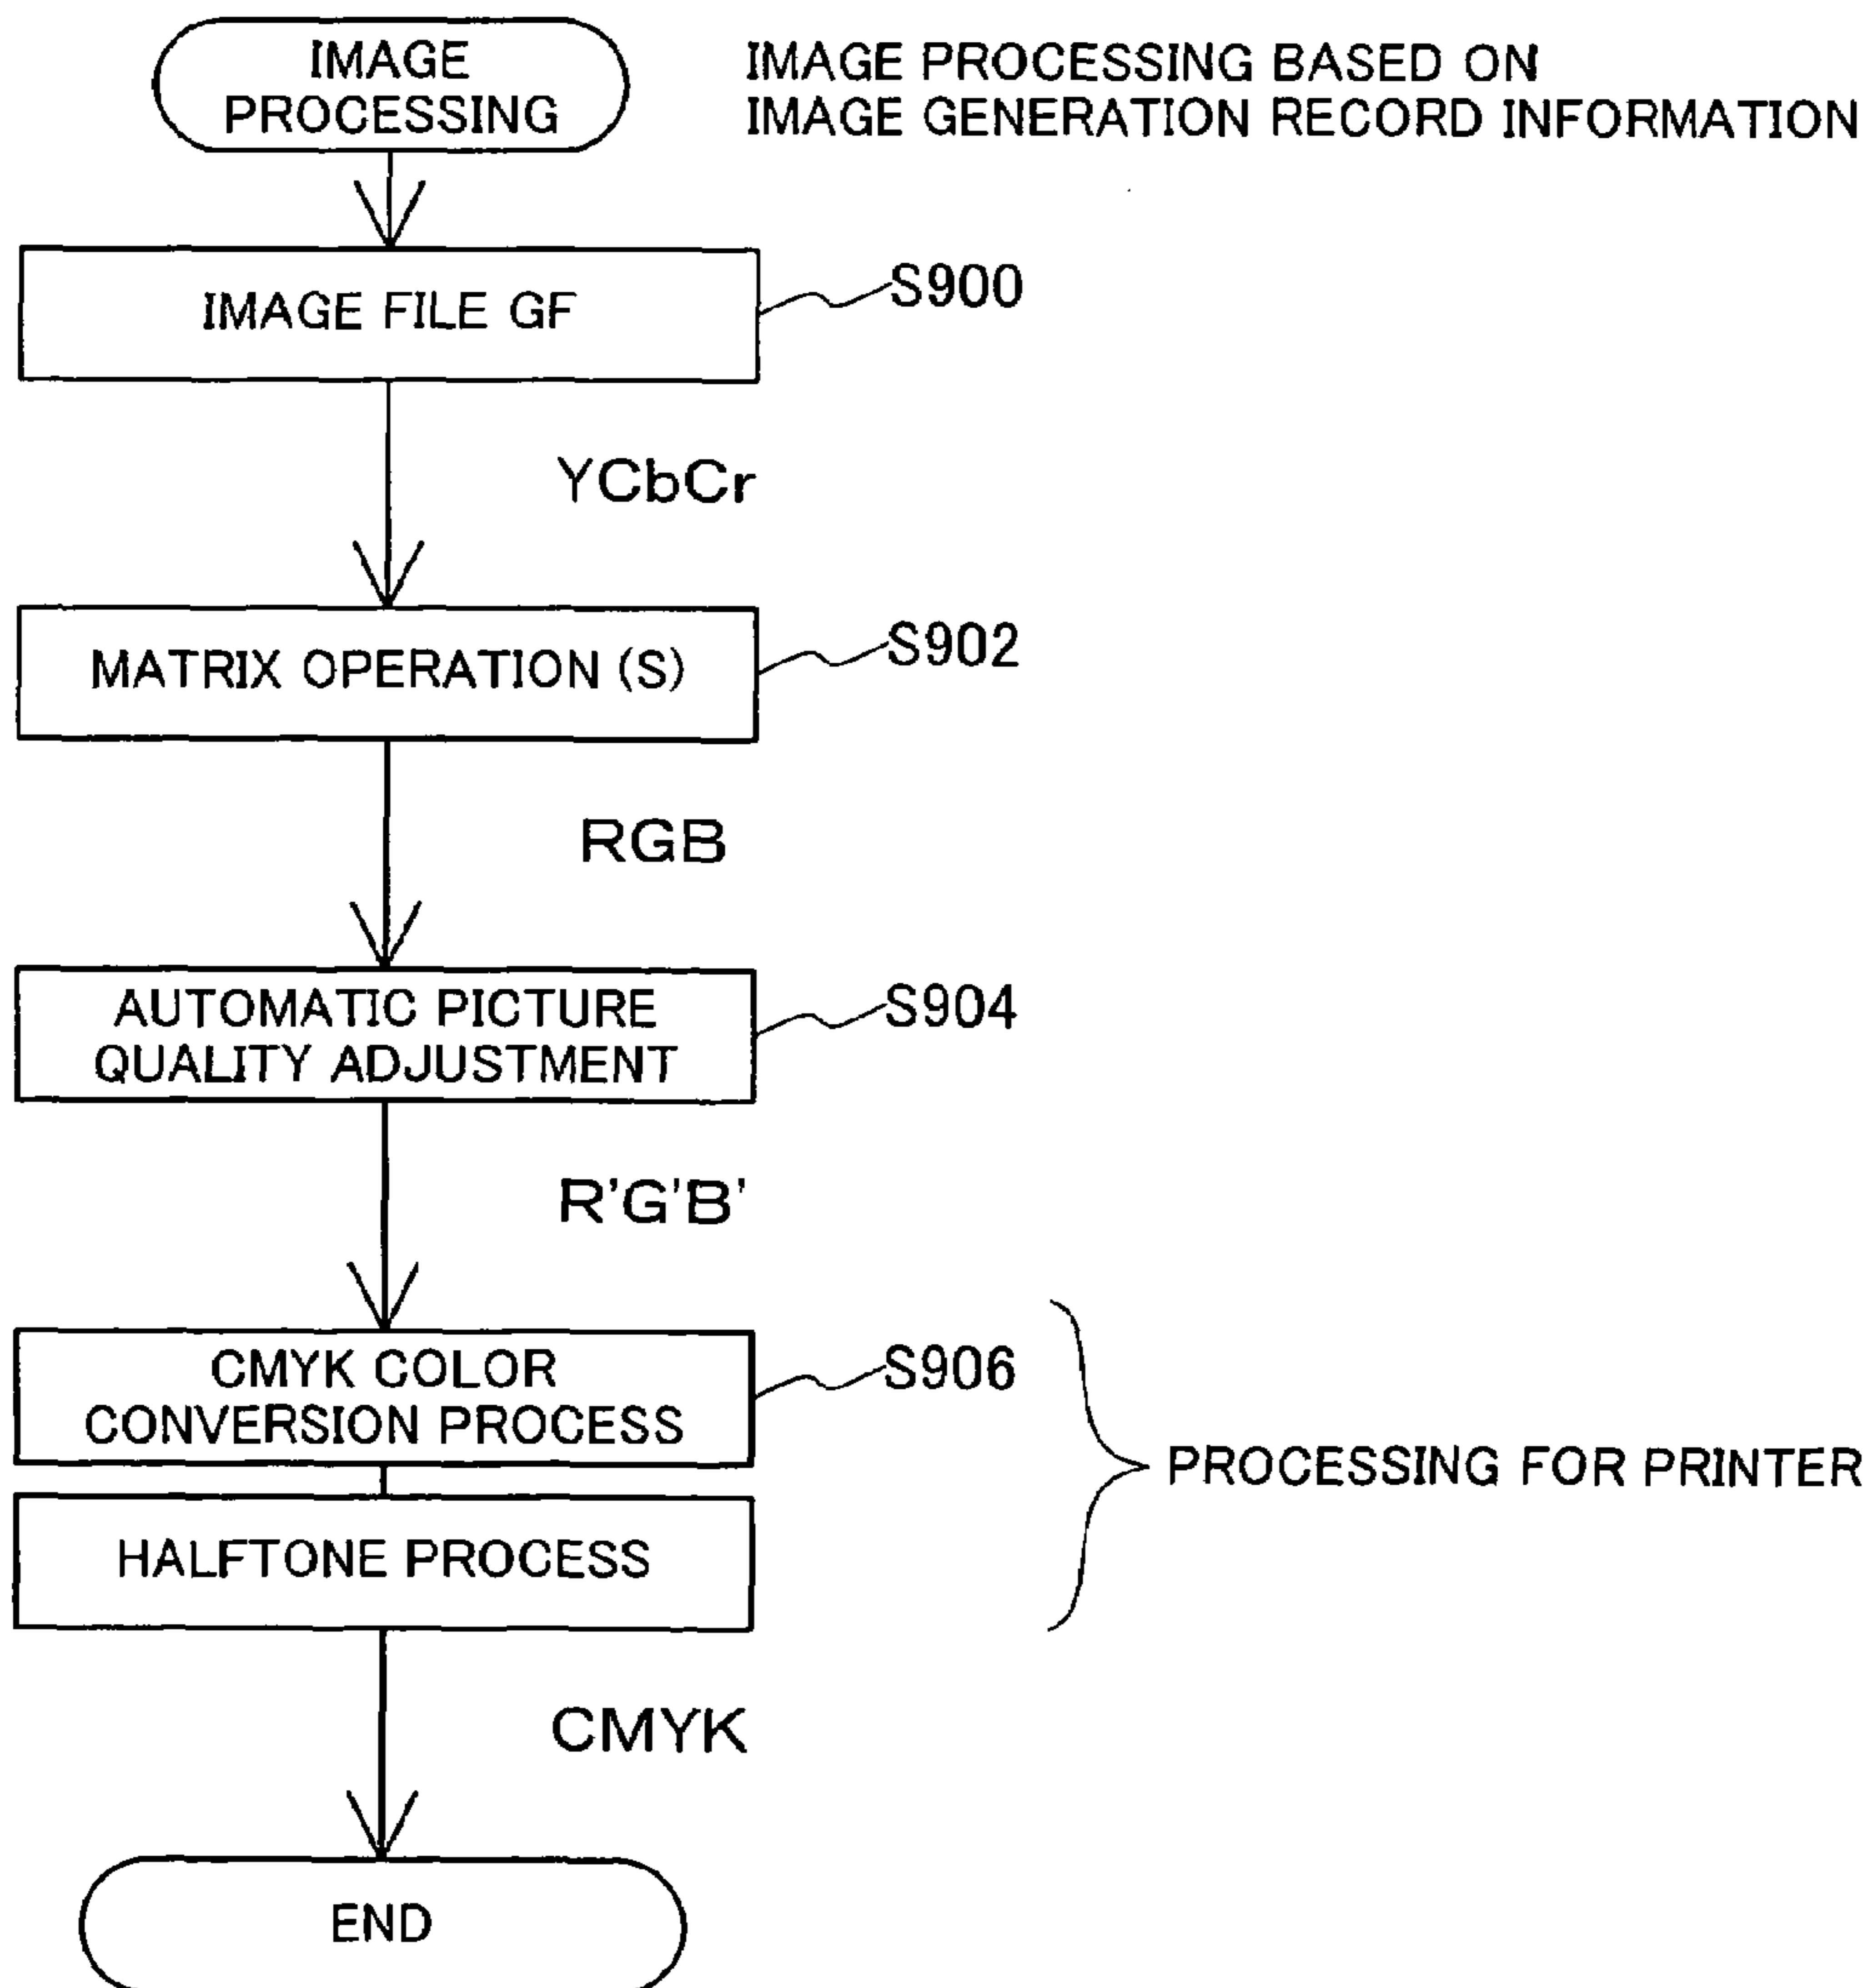 IMAGE
PROCESSING
IMAGE PROCESSING BASED ON
IMAGE GENERATION RECORD INFORMATION
IMAGE FILE GF
S900
YCbCr
MATRIX OPERATION (S)
S902
RGB
AUTOMATIC PICTURE
QUALITY ADJUSTMENT
S904
R'G'B'
CMYK COLOR
CONVERSION PROCESS
S906
PROCESSING FOR PRINTER
HALFTONE PROCESS
CMYK
END